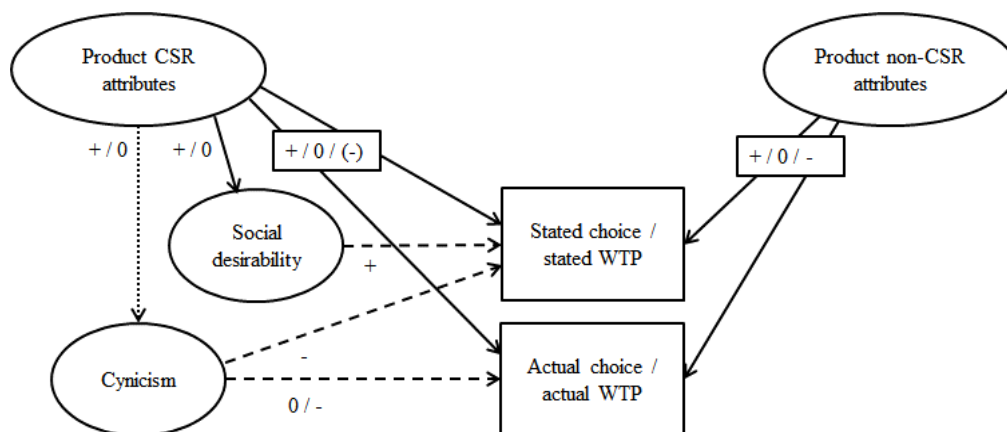 Product CSR
attributes
Product non-CSR
attributes
+ / 0
+ / 0
+ / 0 / (-)
+ / 0 / -
Social
desirability
+
Stated choice /
stated WTP
-
Cynicism
0 / -
Actual choice /
actual WTP